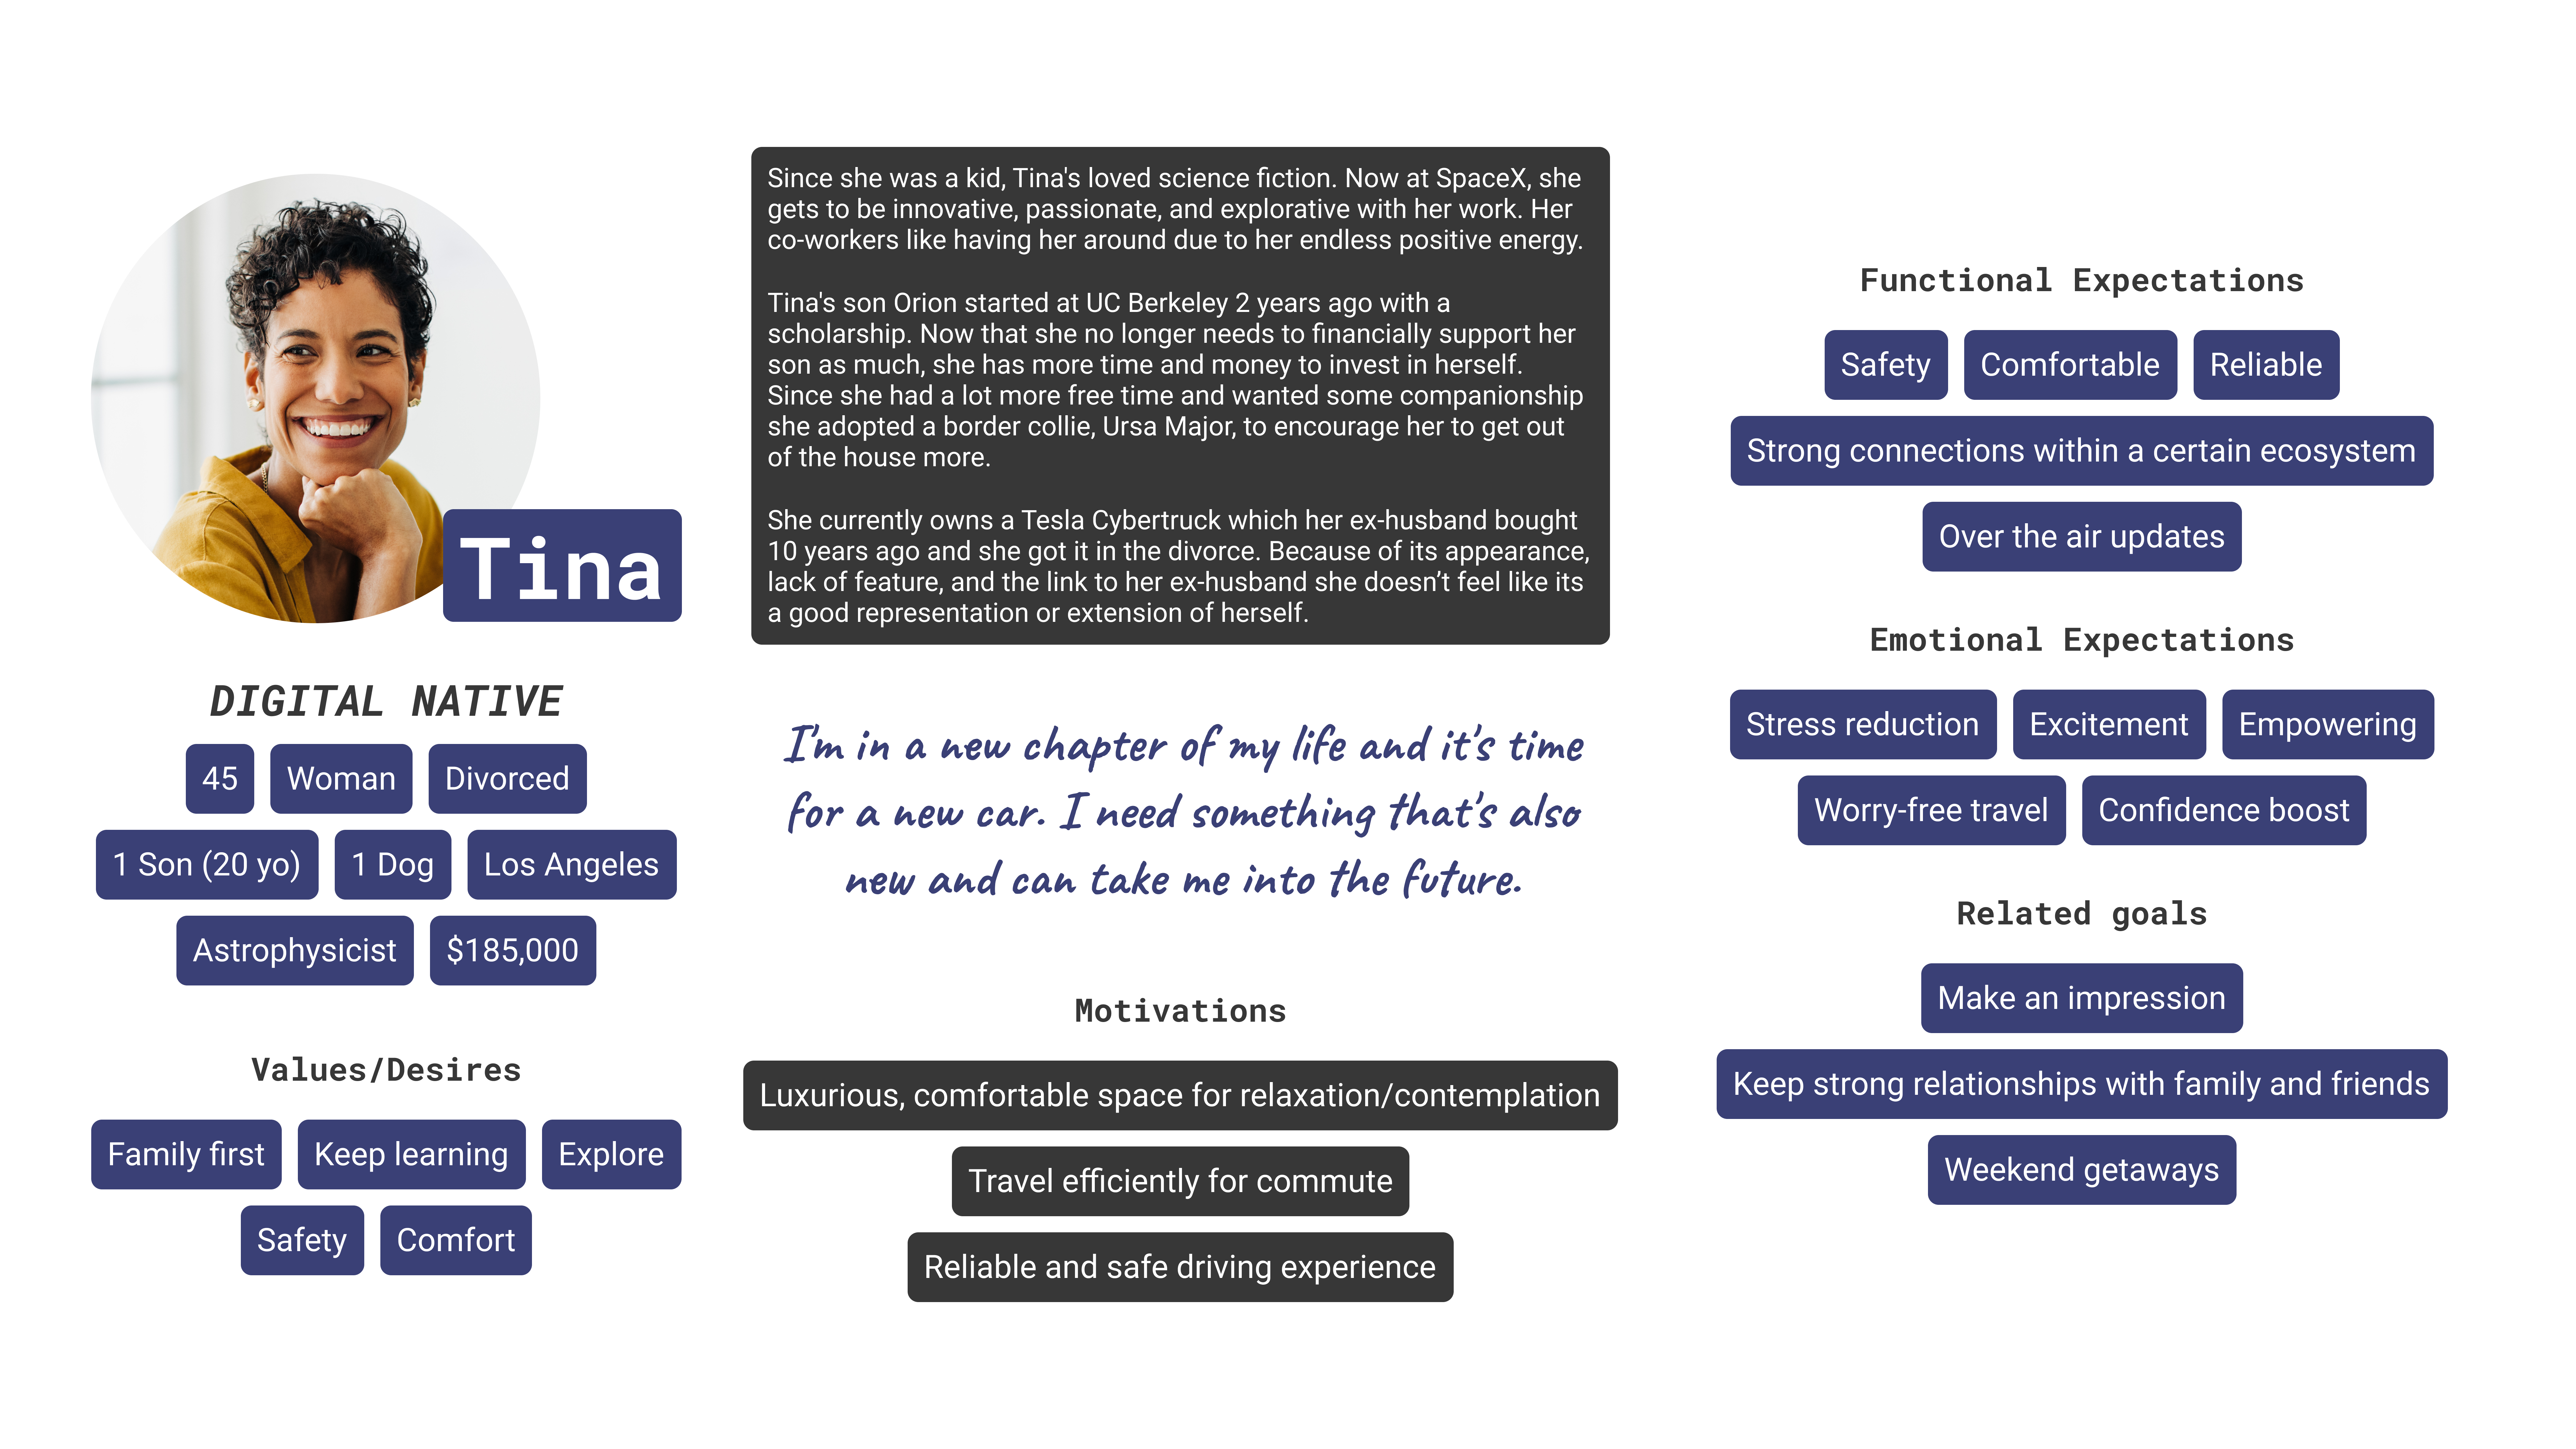 Tina
DIGITAL NATIVE
45 Woman Divorced
1 Son (20 yo) 1 Dog Los Angeles
Astrophysicist $185,000
Values/Desires
Family first Keep learning Explore
Safety Comfort
Since she was a kid, Tina's loved science fiction. Now at SpaceX, she
gets to be innovative, passionate, and explorative with her work. Her
co-workers like having her around due to her endless positive energy.
Tina's son Orion started at UC Berkeley 2 years ago with a
scholarship. Now that she no longer needs to financially support her
son as much, she has more time and money to invest in herself.
Since she had a lot more free time and wanted some companionship
she adopted a border collie, Ursa Major, to encourage her to get out
of the house more.
She currently owns a Tesla Cybertruck which her ex-husband bought
10 years ago and she got it in the divorce. Because of its appearance,
lack of feature, and the link to her ex-husband she doesn’t feel like its
a good representation or extension of herself.
I'm in a new chapter of my life and it's time
for a new car. I need something that's also
new and can take me into the future.
Motivations
Luxurious, comfortable space for relaxation/contemplation
Travel efficiently for commute
Reliable and safe driving experience
Functional Expectations
Safety Comfortable Reliable
Strong connections within a certain ecosystem
Over the air updates
Emotional Expectations
Stress reduction Excitement Empowering
Worry-free travel Confidence boost
Related goals
Make an impression
Keep strong relationships with family and friends
Weekend getaways